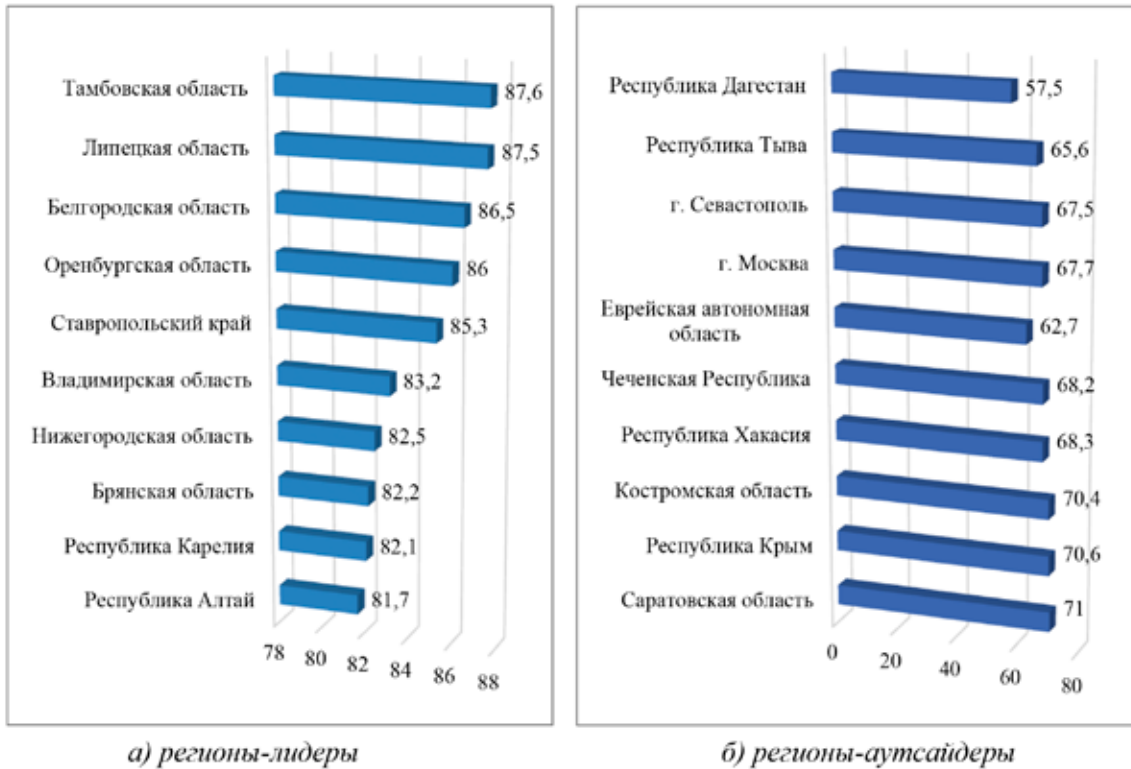 Тамбовская область 87,6
Липецкая область 87,5
Белгородская область 86,5
Оренбургская область 86
Ставропольский край 85,3
Владимирская область 83,2
Нижегородская область 82,5
Брянская область 82,2
Республика Карелия 82,1
Республика Алтай 81,7
78 80 82 84 86 88
а) регионы-лидеры
Республика Дагестан 57,5
Республика Тыва 65,6
г. Севастополь 67,5
г. Москва 67,7
Еврейская автономная
область 62,7
Чеченская Республика 68,2
Республика Хакасия 68,3
Костромская область 70,4
Республика Крым 70,6
Саратовская область 71
0 20 40 60 80
б) регионы-аутсайдеры